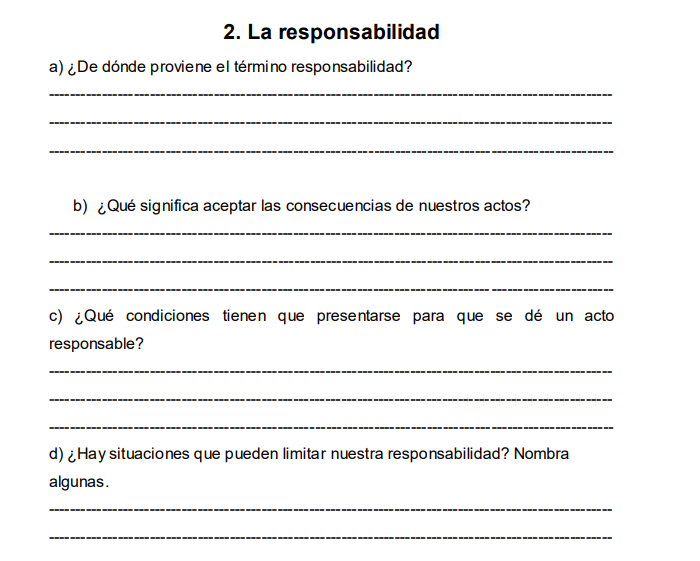 2. La responsabilidad
a) ¿De dónde proviene el término responsabilidad?
b) ¿Qué significa aceptar las consecuencias de nuestros actos?
c) ¿Qué condiciones tienen que presentarse para que se dé un acto
responsable?
d) ¿Hay situaciones que pueden limitar nuestra responsabilidad? Nombra
algunas.